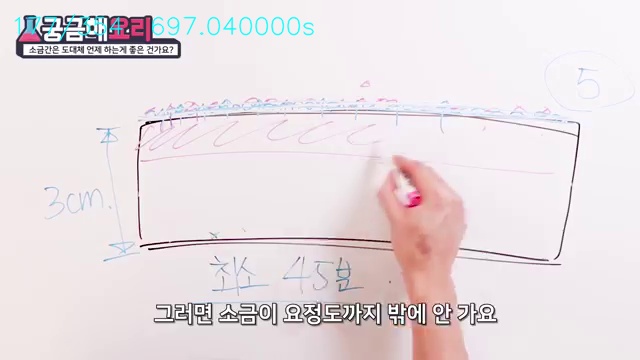 697.040000s
궁금해요리
소금간은 도대체 언제 하는게 좋은 건가요?
5
3cm.
최소 45분
그러면 소금이 요정도까지 밖에 안 가요